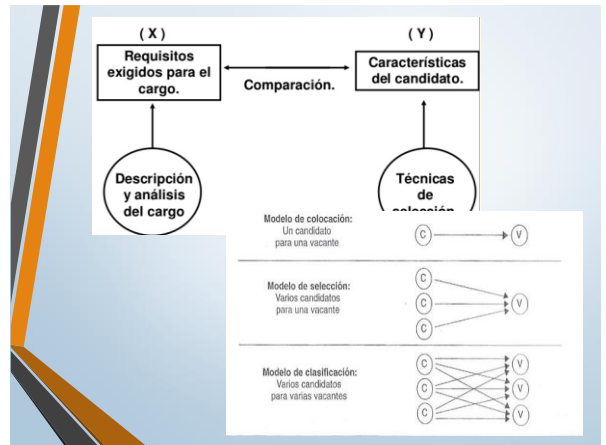 ( X )
( Y )
Requisitos
exigidos para el
cargo.
Comparación.
Características
del candidato.
Descripción
y análisis
del cargo
Técnicas
de
selección
Modelo de colocación:
Un candidato
para una vacante
C
V
Modelo de selección:
Varios candidatos
para una vacante
C
C
C
V
Modelo de clasificación:
Varios candidatos
para varias vacantes
C
V
C
V
C
V